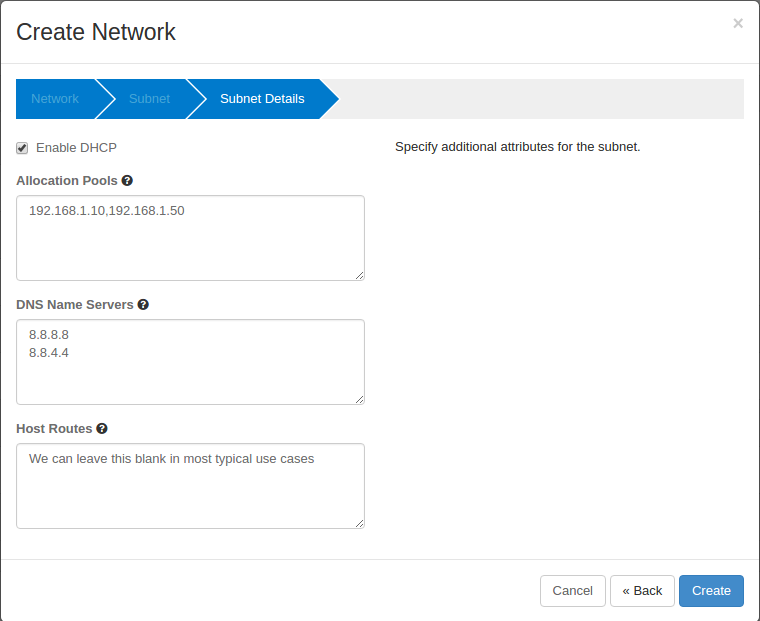 Create Network
×
Network
Subnet
Subnet Details
Enable DHCP
Specify additional attributes for the subnet.
Allocation Pools ?
192.168.1.10,192.168.1.50
DNS Name Servers ?
8.8.8.8
8.8.4.4
Host Routes ?
We can leave this blank in most typical use cases
Cancel
« Back
Create